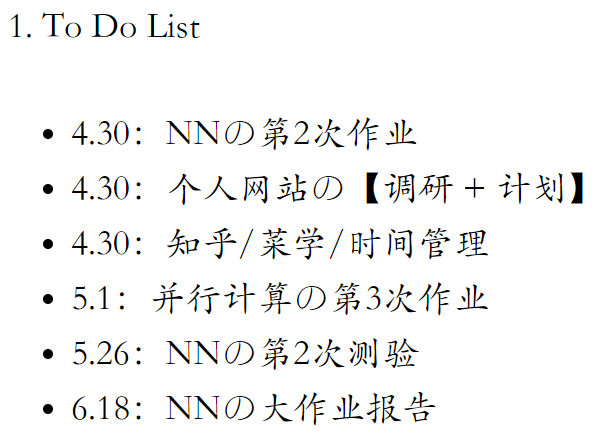 1. To Do List
• 4.30：NNの第2次作业
• 4.30：个人网站の【调研 + 计划】
• 4.30：知乎/菜学/时间管理
• 5.1：并行计算の第3次作业
• 5.26：NNの第2次测验
• 6.18：NNの大作业报告